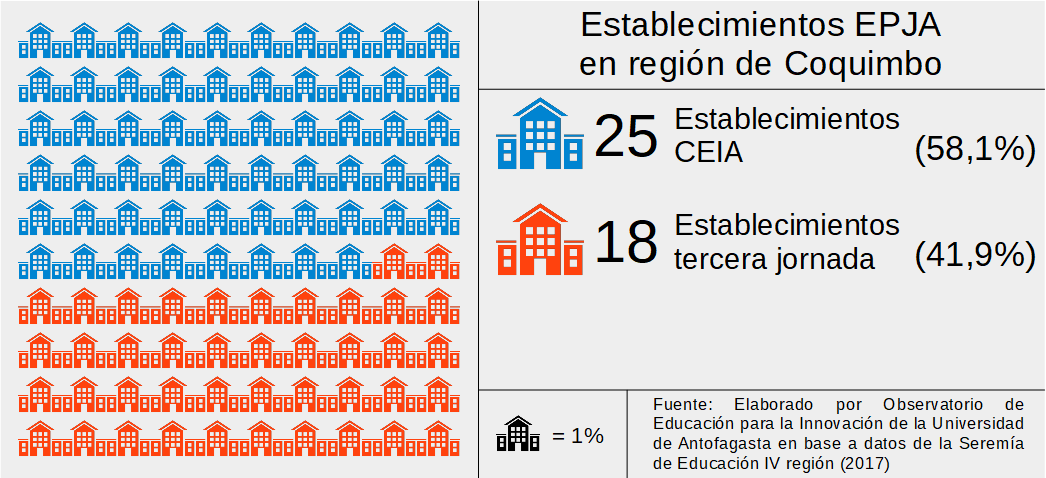 Establecimientos EPJA
en región de Coquimbo
25 Establecimientos
CEIA (58,1%)
18 Establecimientos
tercera jornada (41,9%)
= 1%
Fuente: Elaborado por Observatorio de
Educación para la Innovación de la Universidad
de Antofagasta en base a datos de la Seremía
de Educación IV región (2017)